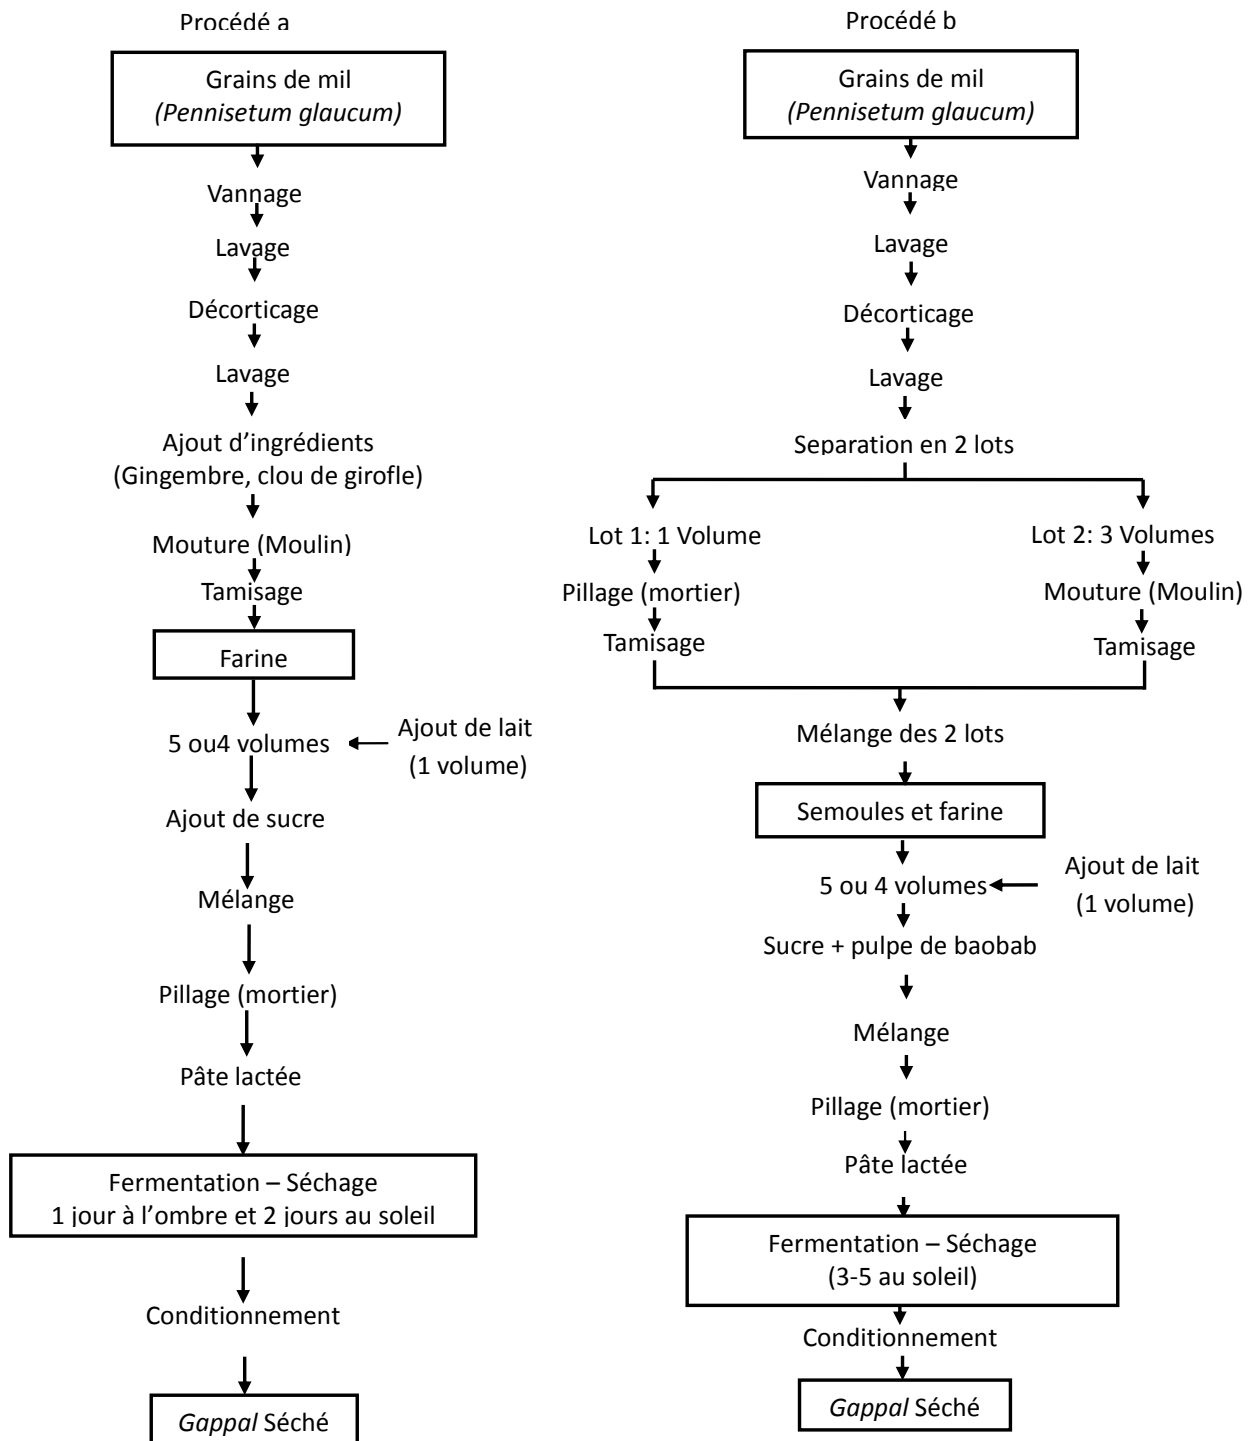 Procédé a
Grains de mil
(Pennisetum glaucum)
Vannage
Lavage
Décorticage
Lavage
Ajout d'ingrédients
(Gingembre, clou de girofle)
Mouture (Moulin)
Tamisage
Farine
5 ou4 volumes
Ajout de lait
(1 volume)
Ajout de sucre
Mélange
Pillage (mortier)
Pâte lactée
Fermentation – Séchage
1 jour à l'ombre et 2 jours au soleil
Conditionnement
Gappal Séché
Procédé b
Grains de mil
(Pennisetum glaucum)
Vannage
Lavage
Décorticage
Lavage
Separation en 2 lots
Lot 1: 1 Volume
Pillage (mortier)
Tamisage
Lot 2: 3 Volumes
Mouture (Moulin)
Tamisage
Mélange des 2 lots
Semoules et farine
5 ou 4 volumes
Ajout de lait
(1 volume)
Sucre + pulpe de baobab
Mélange
Pillage (mortier)
Pâte lactée
Fermentation – Séchage
(3-5 au soleil)
Conditionnement
Gappal Séché